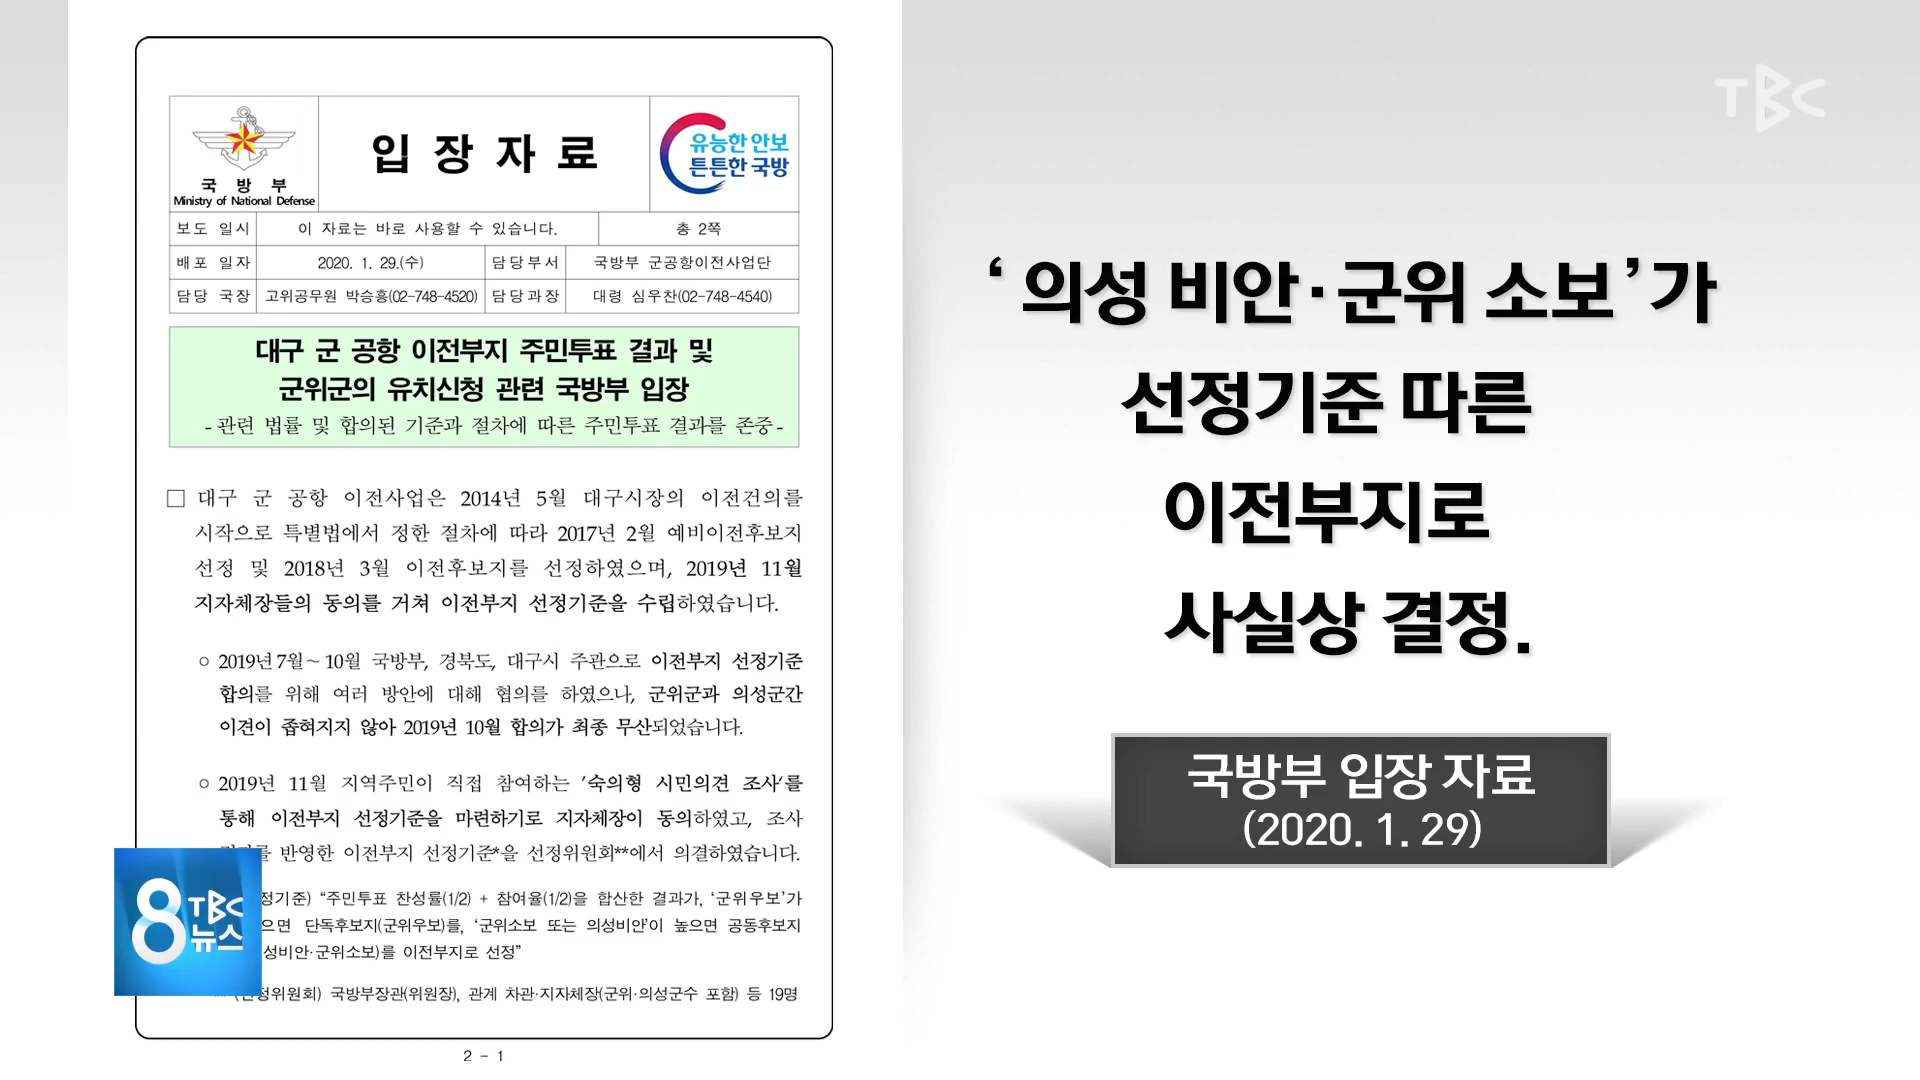 국 방 부
Ministry of National Defense
입 장 자 료
유능한 안보
튼튼한 국방
보도 일시 이 자료는 바로 사용할 수 있습니다. 총 2쪽
배포 일자 2020. 1. 29.(수) 담당부서 국방부 군공항이전사업단
담당 국장 고위공무원 박승흥(02-748-4520) 담당과장 대령 심우찬(02-748-4540)
대구 군 공항 이전부지 주민투표 결과 및
군위군의 유치신청 관련 국방부 입장
- 관련 법률 및 합의된 기준과 절차에 따른 주민투표 결과를 존중 -
□ 대구 군 공항 이전사업은 2014년 5월 대구시장의 이전건의를
시작으로 특별법에서 정한 절차에 따라 2017년 2월 예비이전후보지
선정 및 2018년 3월 이전후보지를 선정하였으며, 2019년 11월
지자체장들의 동의를 거쳐 이전부지 선정기준을 수립하였습니다.
○ 2019년 7월~10월 국방부, 경북도, 대구시 주관으로 이전부지 선정기준
합의를 위해 여러 방안에 대해 협의를 하였으나, 군위군과 의성군간
이견이 좁혀지지 않아 2019년 10월 합의가 최종 무산되었습니다.
○ 2019년 11월 지역주민이 직접 참여하는 '숙의형 시민의견 조사'를
통해 이전부지 선정기준을 마련하기로 지자체장이 동의하였고, 조사
반영한 이전부지 선정기준*을 선정위원회**에서 의결하였습니다.
정기준) “주민투표 찬성률(1/2) + 참여율(1/2)을 합산한 결과가, ‘군위우보’가
으면 단독후보지(군위우보)를, ‘군위소보 또는 의성비안’이 높으면 공동후보지
성비안·군위소보)를 이전부지로 선정”
정위원회) 국방부장관(위원장), 관계 차관·지자체장(군위·의성군수 포함) 등 19명
2 - 1
8 TBC
뉴스
TBC
‘의성 비안·군위 소보’가
선정기준 따른
이전부지로
사실상 결정.
국방부 입장 자료
(2020. 1. 29)